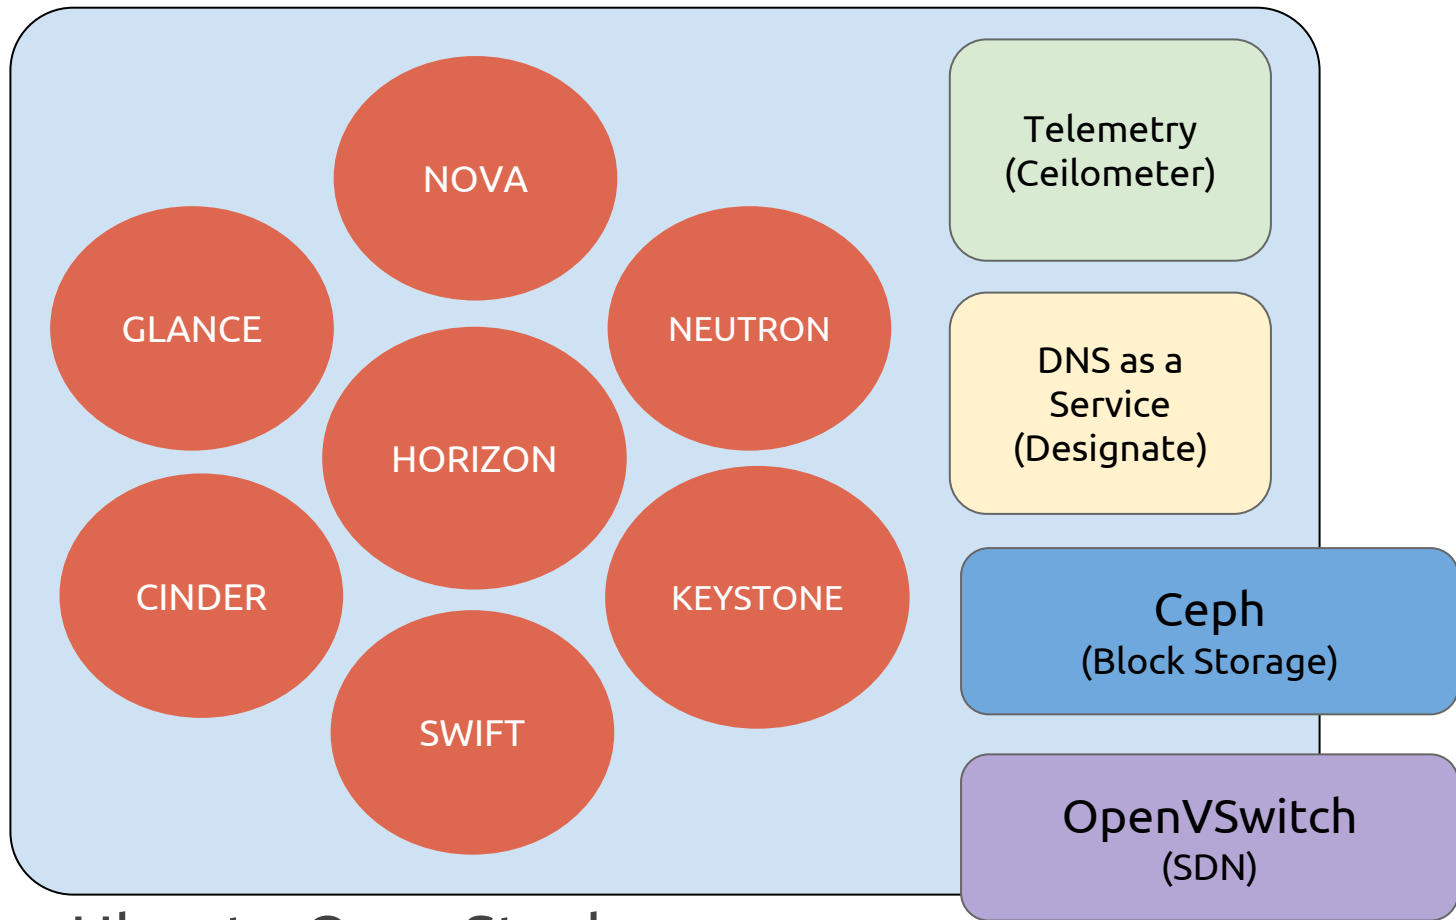 NOVA
GLANCE
NEUTRON
HORIZON
CINDER
KEYSTONE
SWIFT
Telemetry
(Ceilometer)
DNS as a
Service
(Designate)
Ceph
(Block Storage)
OpenVSwitch
(SDN)